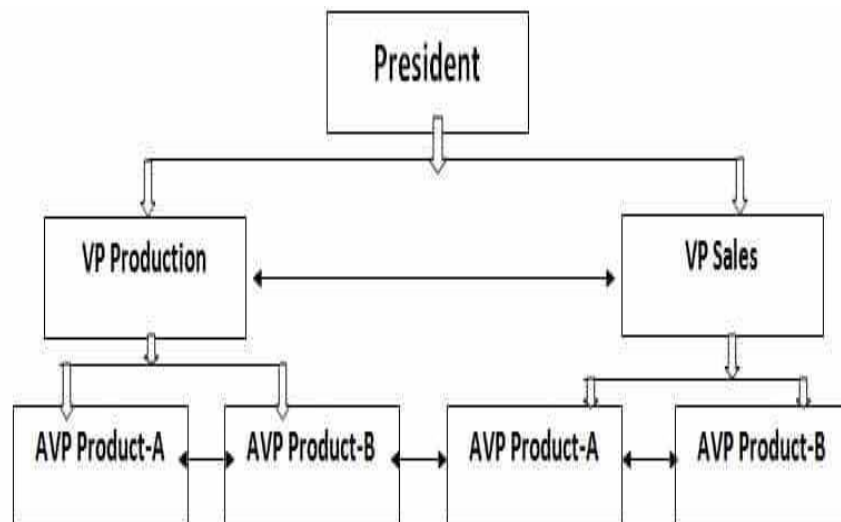 President
VP Production
VP Sales
AVP Product-A
AVP Product-B
AVP Product-A
AVP Product-B